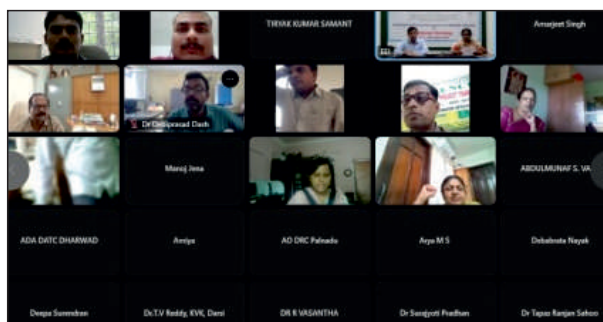 TIRYAK KUMAR SAMANT
Amarjeet Singh
Dr Debiprasad Dash
Manoj Jena
ABDULMUNAF S. VA
ADA DATC DHARWAD
Amiya
AO DRC Palnadu
Arya M S
Debabrata Nayak
Deepa Surendran
Dr.T.V Reddy, KVK, Darsi
DR R VASANTHA
Dr Surajyoti Pradhan
Dr Tapas Ranjan Sahoo